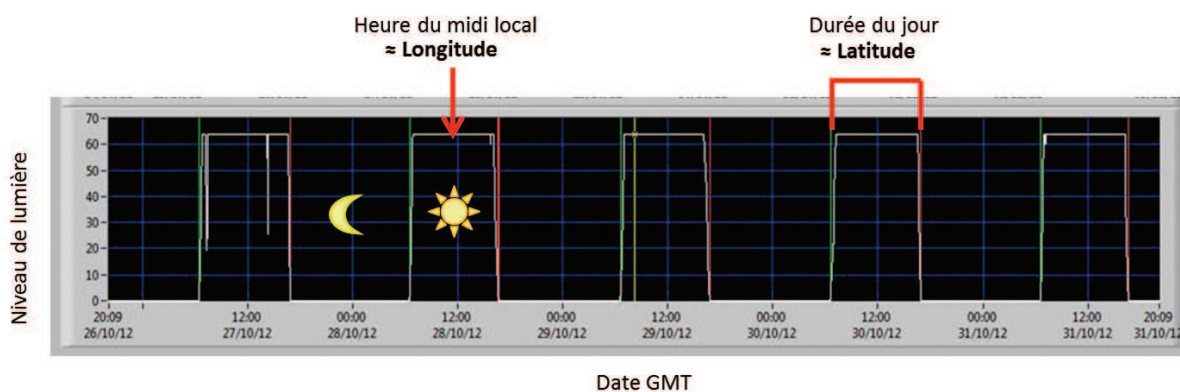 Heure du midi local
≈ Longitude
Durée du jour
≈ Latitude
Niveau de lumière
70
60
50
40
30
20
10
0
20:09 12:00 00:00 12:00 00:00 12:00 00:00 12:00 00:00 12:00 20:09
26/10/12 27/10/12 28/10/12 28/10/12 29/10/12 29/10/12 30/10/12 30/10/12 31/10/12 31/10/12 31/10/12
Date GMT